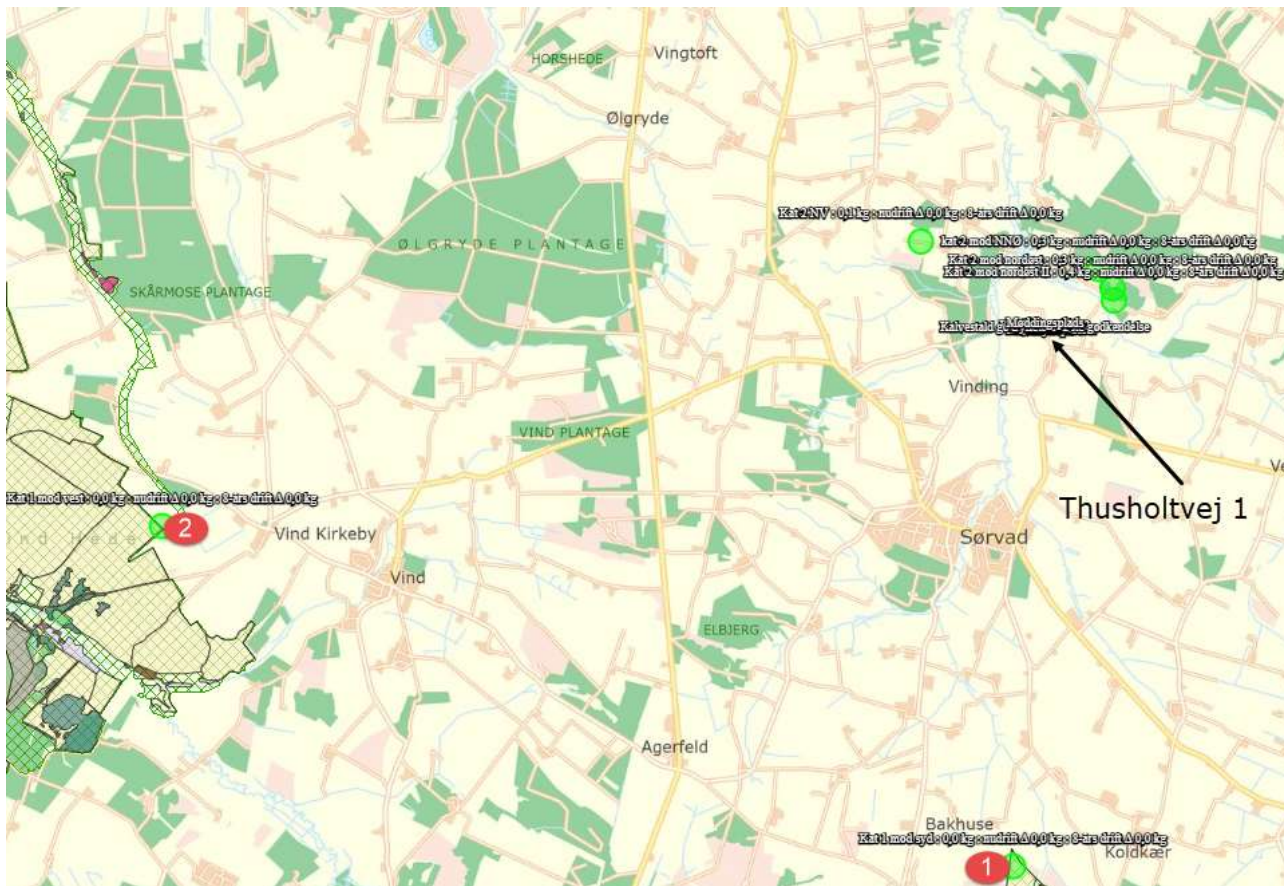 Vingtoft
HORSHEDE
Ølgryde
Kat 2 NV : 0,1 kg : nudrift Δ 0,0 kg : 8-års drift Δ 0,0 kg
ØLGRYDE PLANTAGE
kat 2 mod NNØ : 0,3 kg : nudrift Δ 0,0 kg : 8-års drift Δ 0,0 kg
Kat 2 mod nordøst : 0,3 kg : nudrift Δ 0,0 kg : 8-års drift Δ 0,0 kg
Kat 2 mod nordøst II : 0,4 kg : nudrift Δ 0,0 kg : 8-års drift Δ 0,0 kg
SKÅRMOSE PLANTAGE
Møddingsplads
Kalvestald godkendelse
Vinding
VIND PLANTAGE
Ve
Kat 1 mod vest : 0,0 kg : nudrift Δ 0,0 kg : 8-års drift Δ 0,0 kg
Thusholtvej 1
2
ind Hede
Vind Kirkeby
Sørvad
Vind
ELBJERG
Agerfeld
Bakhuse
Kat 1 mod syd : 0,0 kg : nudrift Δ 0,0 kg : 8-års drift Δ 0,0 kg
Koldkær
1